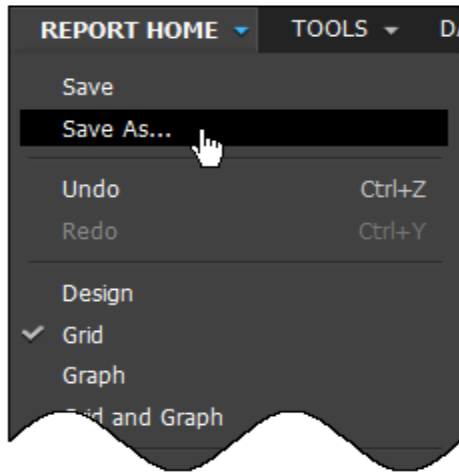 REPORT HOME TOOLS
Save
Save As...
Undo Ctrl+Z
Redo Ctrl+Y
Design
Grid
Graph
and Graph